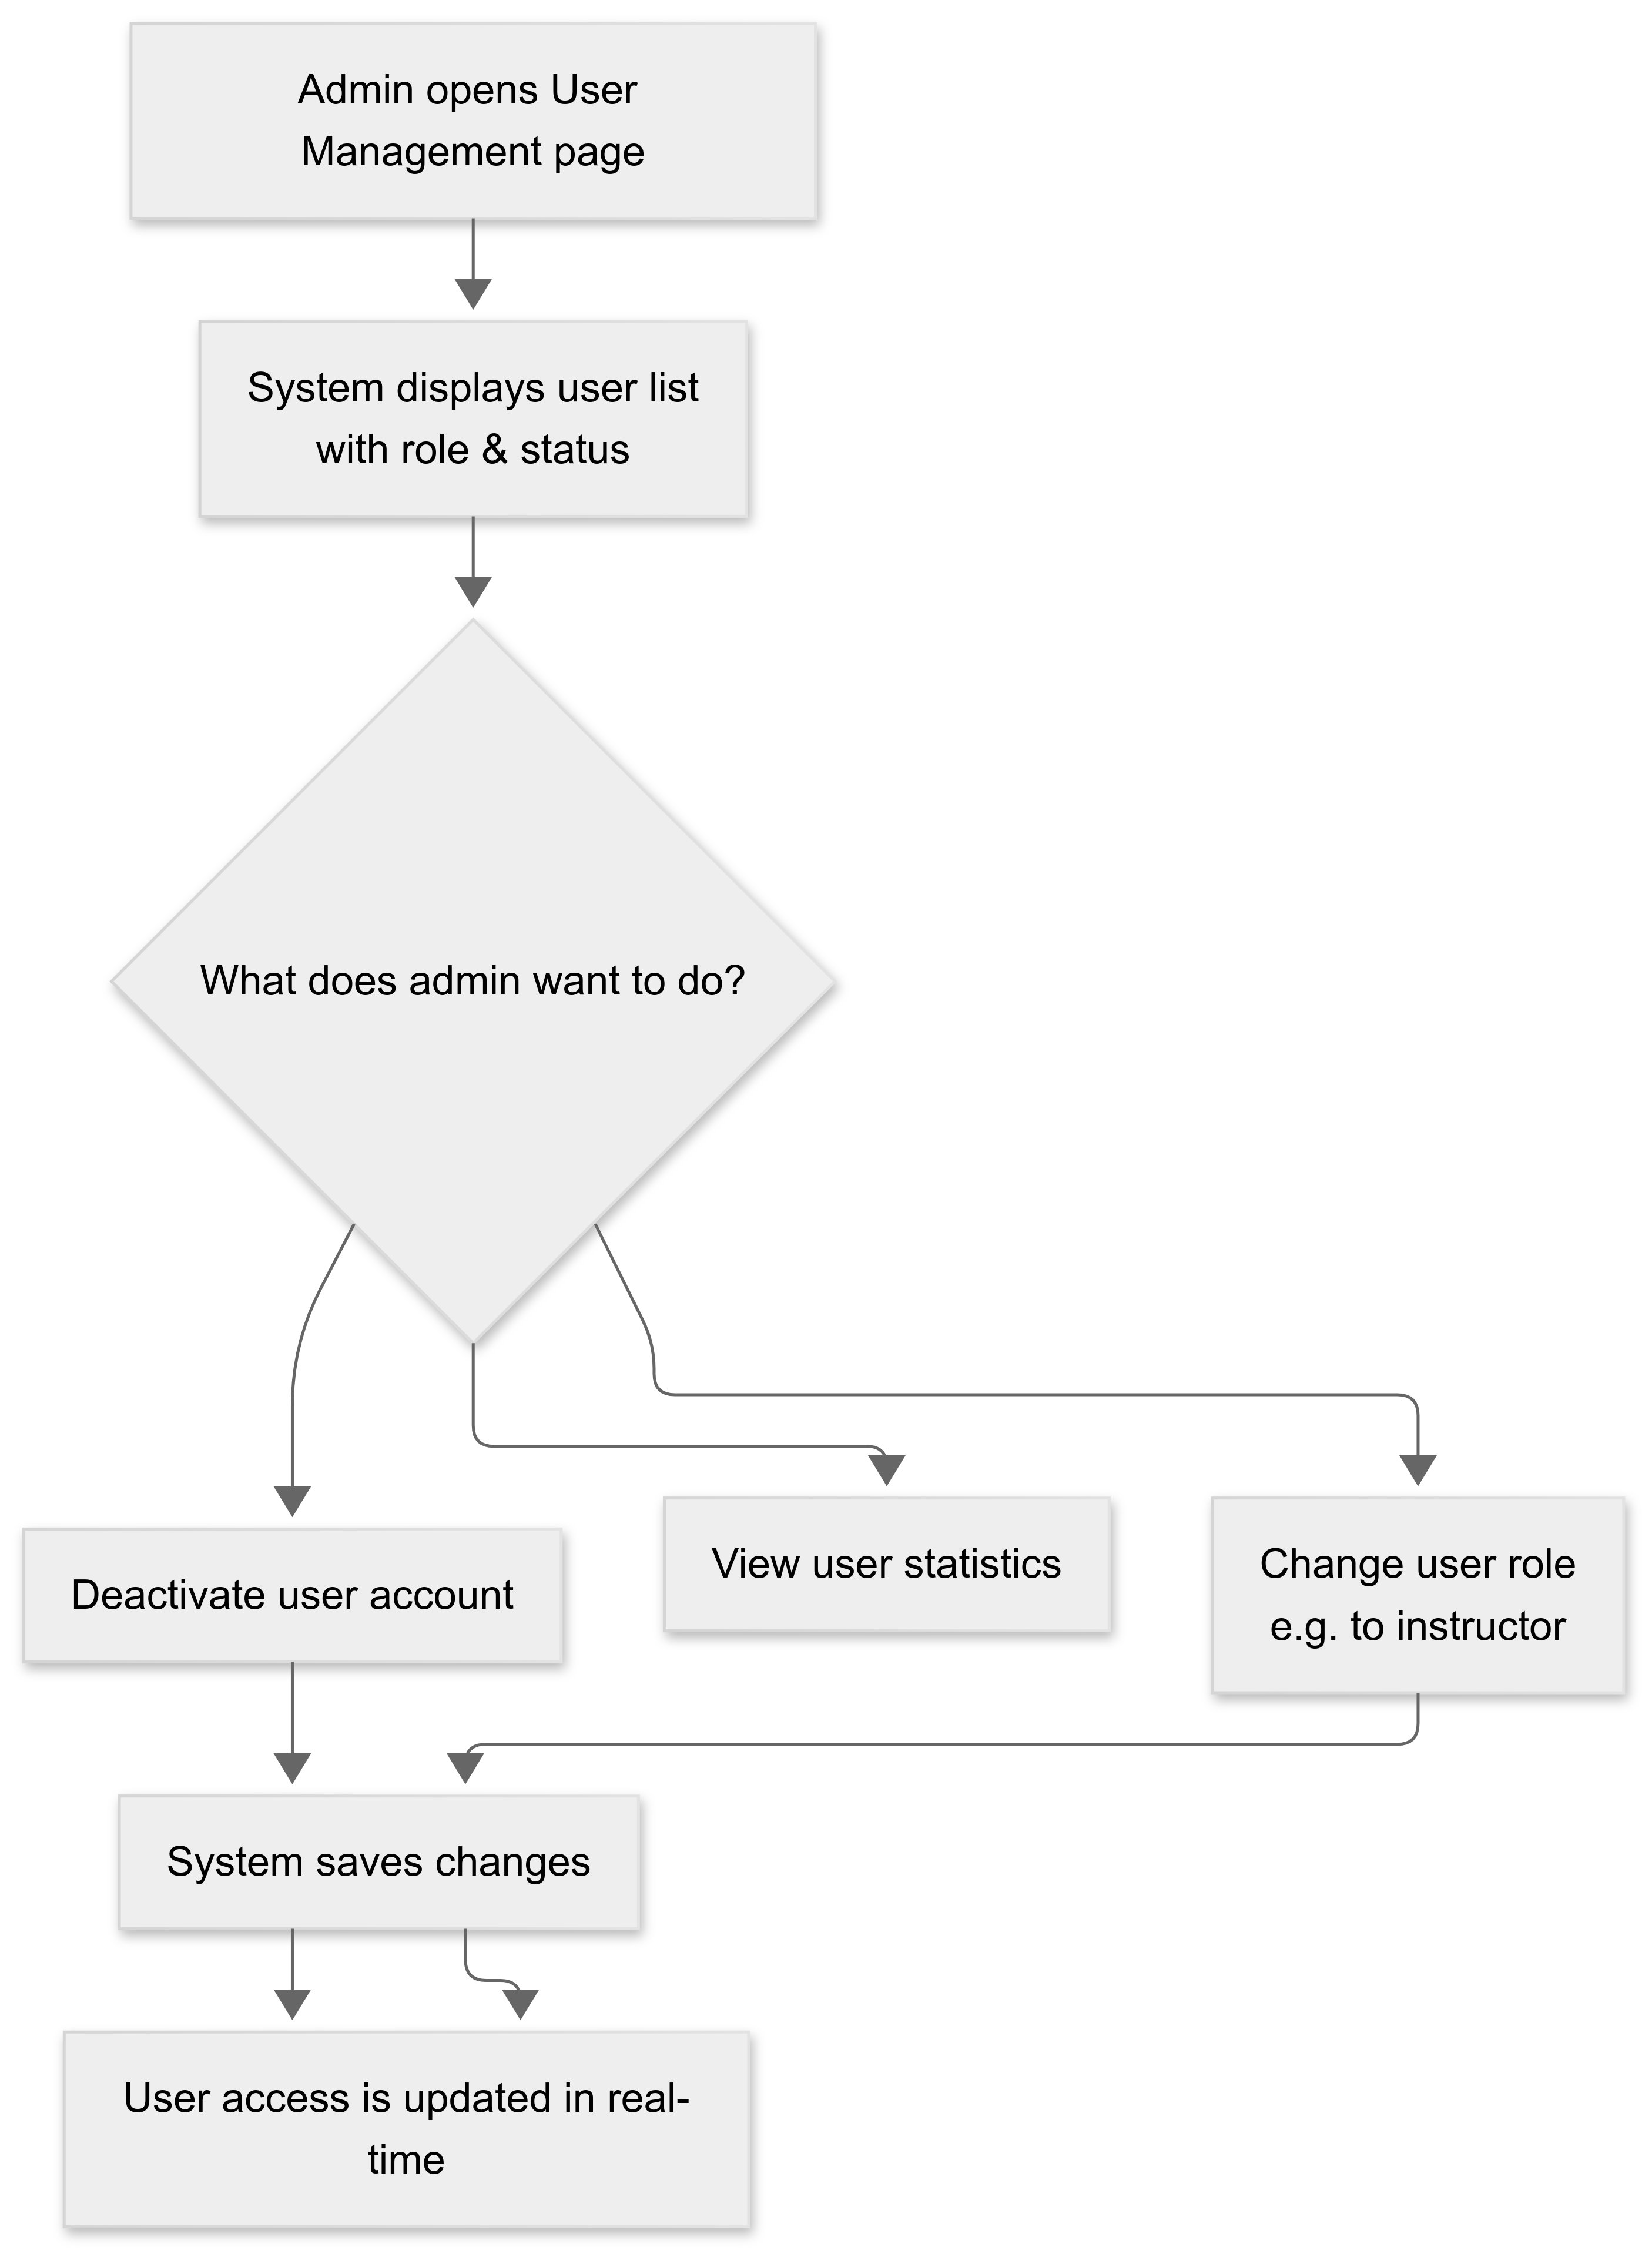 Admin opens User
Management page
System displays user list
with role & status
What does admin want to do?
Deactivate user account
View user statistics
Change user role
e.g. to instructor
System saves changes
User access is updated in real-
time